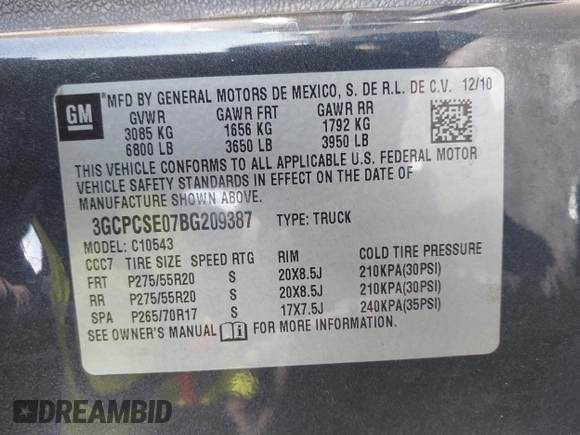 GM
MFD BY GENERAL MOTORS DE MEXICO, S. DE R.L. DE C.V. 12/10
GVWR GAWR FRT GAWR RR
3085 KG 1656 KG 1792 KG
6800 LB 3650 LB 3950 LB
THIS VEHICLE CONFORMS TO ALL APPLICABLE U.S. FEDERAL MOTOR
VEHICLE SAFETY STANDARDS IN EFFECT ON THE DATE OF
MANUFACTURE SHOWN ABOVE.
3GCPCSE07BG209387 TYPE: TRUCK
MODEL: C10543
CCC7 TIRE SIZE SPEED RTG RIM COLD TIRE PRESSURE
FRT P275/55R20 S 20X8.5J 210KPA(30PSI)
RR P275/55R20 S 20X8.5J 210KPA(30PSI)
SPA P265/70R17 S 17X7.5J 240KPA(35PSI)
SEE OWNER'S MANUAL FOR MORE INFORMATION.
DREAMBID